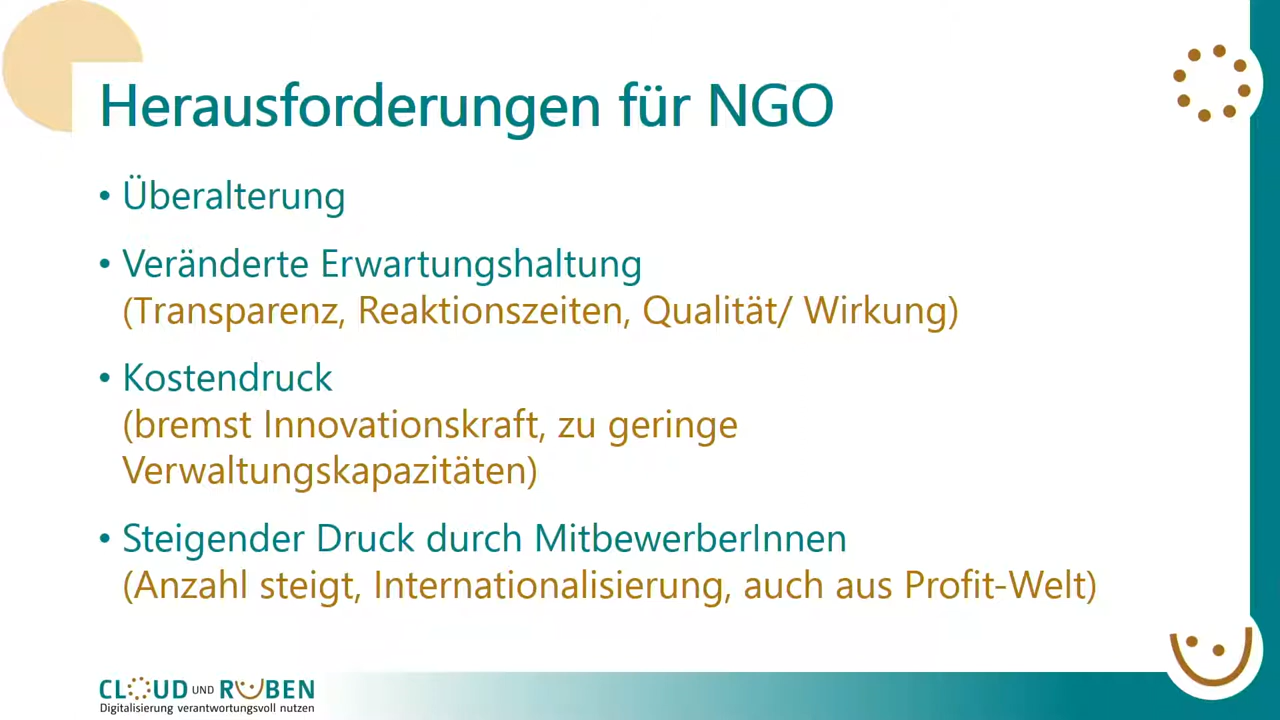 Herausforderungen für NGO
• Überalterung
• Veränderte Erwartungshaltung
(Transparenz, Reaktionszeiten, Qualität/ Wirkung)
• Kostendruck
(bremst Innovationskraft, zu geringe
Verwaltungskapazitäten)
• Steigender Druck durch MitbewerberInnen
(Anzahl steigt, Internationalisierung, auch aus Profit-Welt)
CLOUD UND RUBEN
Digitalisierung verantwortungsvoll nutzen